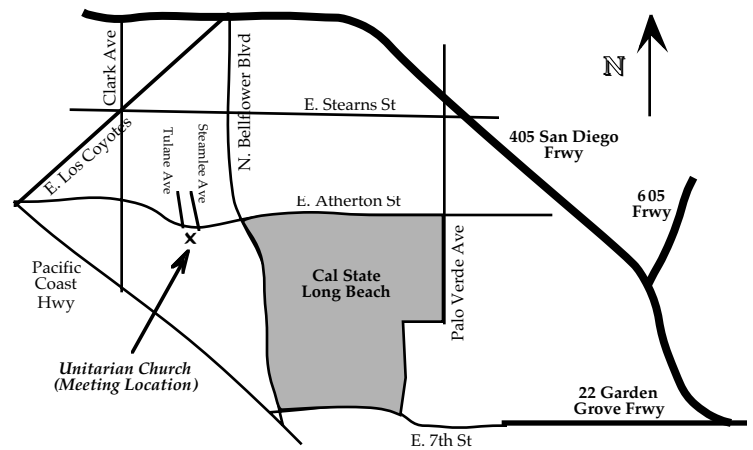 Clark Ave
N. Bellflower Blvd
N
E. Stearns St
405 San Diego
Frwy
E. Los Coyotes
Tulane Ave
Steamlee Ave
605
Frwy
E. Atherton St
Pacific
Coast
Hwy
Cal State
Long Beach
Palo Verde Ave
x
Unitarian Church
(Meeting Location)
22 Garden
Grove Frwy
E. 7th St